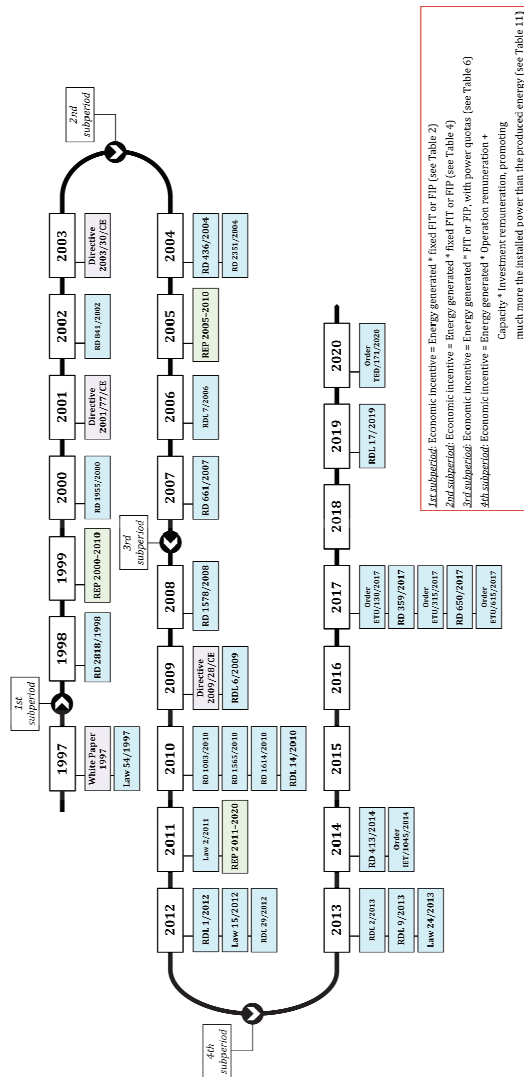 1st
subperiod
2nd
subperiod
1997
White Paper
1997
Law 54/1997
1998
RD 2818/1998
1999
REP 2000–2010
2000
RD 1955/2000
2001
Directive
2001/77/CE
2002
RD 841/2002
2003
Directive
2003/30/CE
3rd
subperiod
2012
RDL 1/2012
Law 15/2012
RDL 29/2012
2011
Law 2/2011
REP 2011–2020
2010
RD 1003/2010
RD 1565/2010
RD 1614/2010
RDL 14/2010
2009
Directive
2009/28/CE
RDL 6/2009
2008
RD 1578/2008
2007
RD 661/2007
2006
RDL 7/2006
2005
REP 2005–2010
2004
RD 436/2004
RD 2351/2004
4th
subperiod
2013
RDL 2/2013
RDL 9/2013
Law 24/2013
2014
RD 413/2014
Order
IET/1045/2014
2015
2016
2017
Order
ETU/130/2017
RD 359/2017
Order
ETU/315/2017
RD 650/2017
Order
ETU/615/2017
2018
2019
RDL 17/2019
2020
Order
TED/171/2020
1st subperiod: Economic incentive = Energy generated * fixed FIT or FIP (see Table 2)
2nd subperiod: Economic incentive = Energy generated * fixed FIT or FIP (see Table 4)
3rd subperiod: Economic incentive = Energy generated * FIT or FIP, with power quotas (see Table 6)
4th subperiod: Economic incentive = Energy generated * Operation remuneration +
Capacity * Investment remuneration, promoting
much more the installed power than the produced energy (see Table 11)